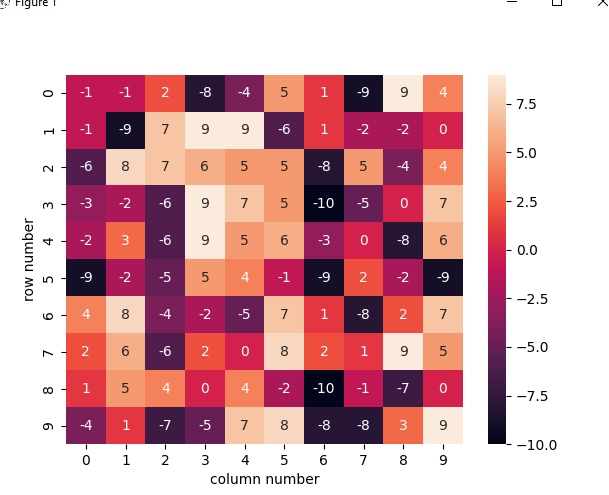 Figure 1
0 -1 -1 2 -8 -4 5 1 -9 9 4
1 -1 -9 7 9 9 -6 1 -2 -2 0
2 -6 8 7 6 5 5 -8 5 -4 4
3 -3 -2 -6 9 7 5 -10 -5 0 7
4 -2 3 -6 9 5 6 -3 0 -8 6
5 -9 -2 -5 5 4 -1 -9 2 -2 -9
6 4 8 -4 -2 -5 7 1 -8 2 7
7 2 6 -6 2 0 8 2 1 9 5
8 1 5 4 0 4 -2 -10 -1 -7 0
9 -4 1 -7 -5 7 8 -8 -8 3 9
0 1 2 3 4 5 6 7 8 9
column number
row number
7.5
5.0
2.5
0.0
−2.5
−5.0
−7.5
−10.0